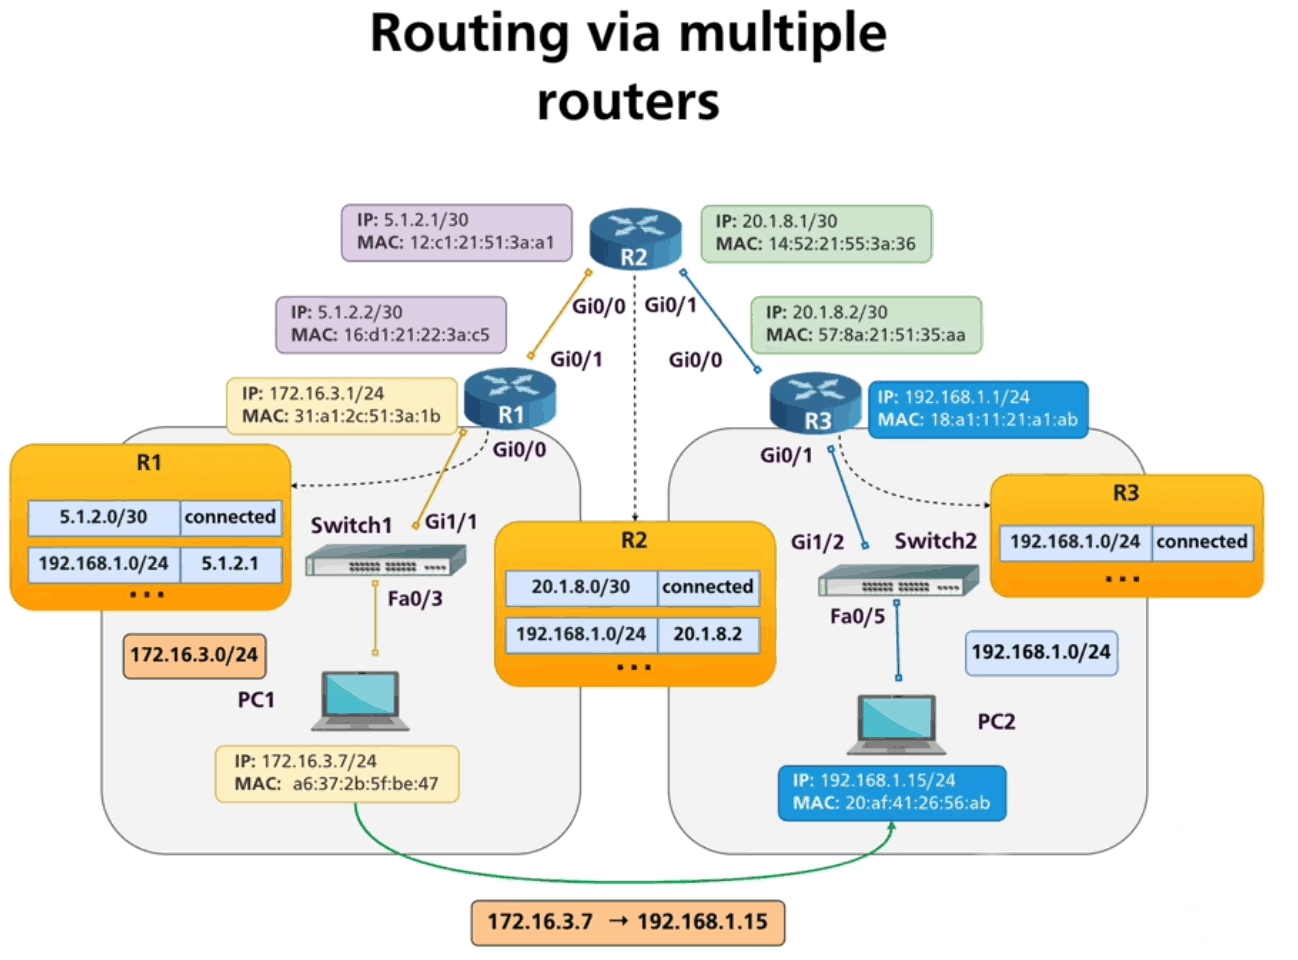 Routing via multiple
routers
IP: 5.1.2.1/30
MAC: 12:c1:21:51:3a:a1
R2
IP: 20.1.8.1/30
MAC: 14:52:21:55:3a:36
Gi0/0
Gi0/1
IP: 5.1.2.2/30
MAC: 16:d1:21:22:3a:c5
IP: 20.1.8.2/30
MAC: 57:8a:21:51:35:aa
Gi0/1
Gi0/0
IP: 172.16.3.1/24
MAC: 31:a1:2c:51:3a:1b
R1
R3
IP: 192.168.1.1/24
MAC: 18:a1:11:21:a1:ab
Gi0/0
Gi0/1
R1
5.1.2.0/30 connected
192.168.1.0/24 5.1.2.1
...
Switch1
Gi1/1
Fa0/3
R2
20.1.8.0/30 connected
192.168.1.0/24 20.1.8.2
...
Gi1/2
Switch2
Fa0/5
R3
192.168.1.0/24 connected
...
172.16.3.0/24
192.168.1.0/24
PC1
PC2
IP: 172.16.3.7/24
MAC: a6:37:2b:5f:be:47
IP: 192.168.1.15/24
MAC: 20:af:41:26:56:ab
172.16.3.7 → 192.168.1.15